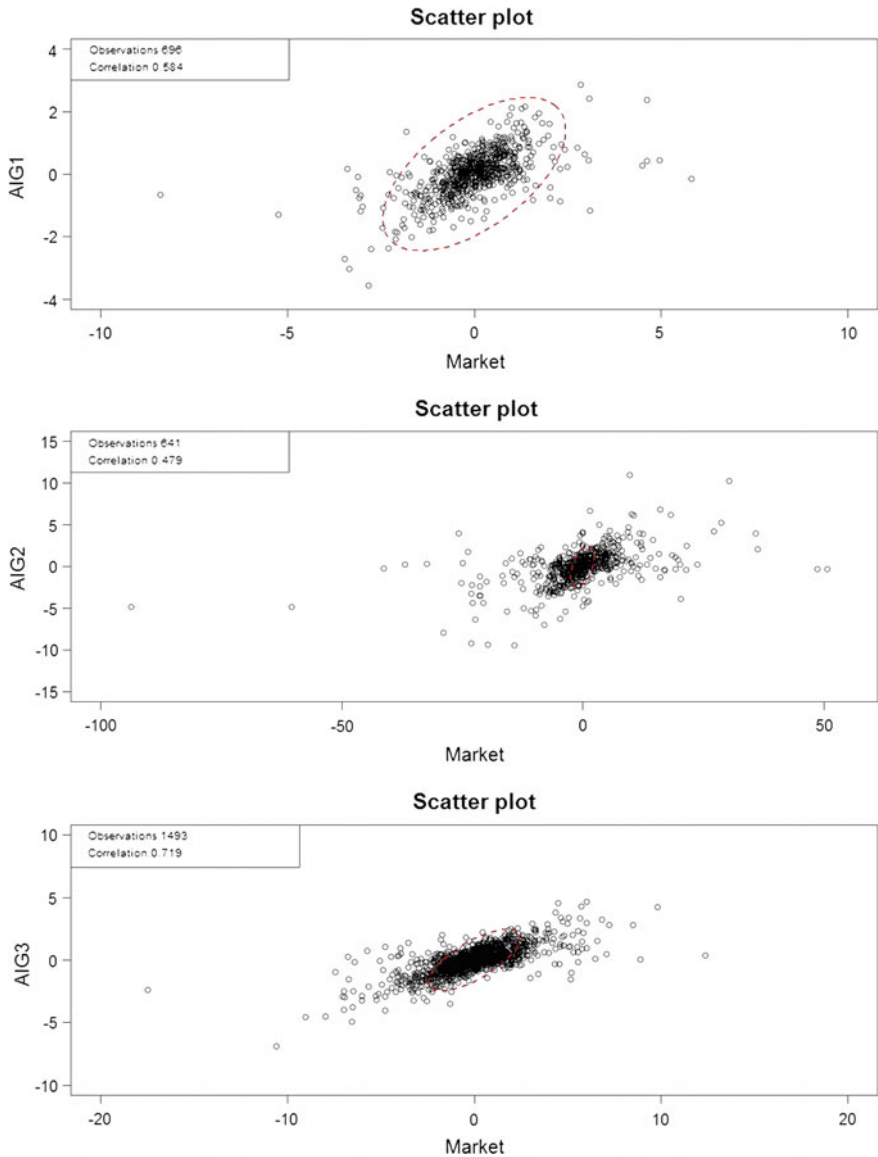 Scatter plot
Observations 696
Correlation 0.584
4
2
0
-2
-4
AIG1
-10 -5 0 5 10
Market
Scatter plot
Observations 641
Correlation 0.479
15
10
5
0
-5
-10
-15
AIG2
-100 -50 0 50
Market
Scatter plot
Observations 1493
Correlation 0.719
10
5
0
-5
-10
AIG3
-20 -10 0 10 20
Market